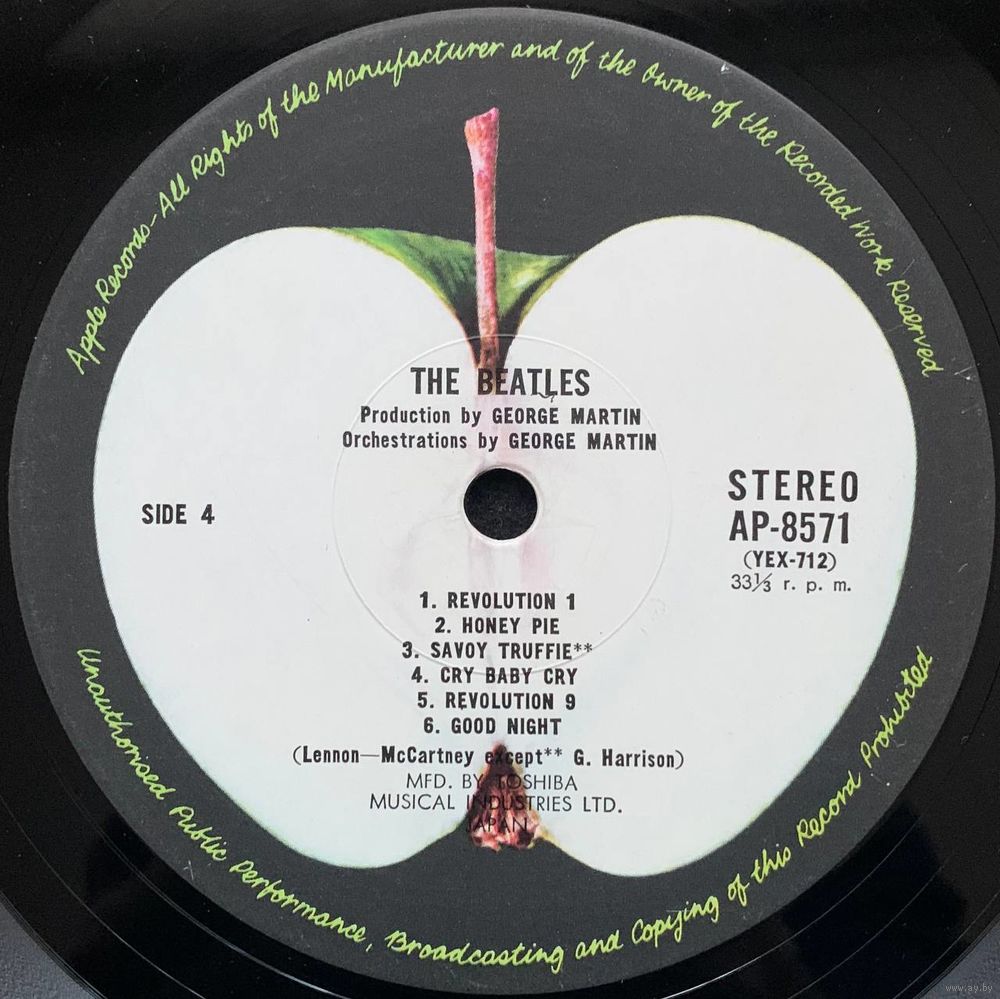 Apple Records-All Rights of the Manufacturer and of the Owner of the Recorded Work Reserved
THE BEATLES
Production by GEORGE MARTIN
Orchestrations by GEORGE MARTIN
SIDE 4
STEREO
AP-8571
(YEX-712)
33⅓ r. p. m.
1. REVOLUTION 1
2. HONEY PIE
3. SAVOY TRUFFIE**
4. CRY BABY CRY
5. REVOLUTION 9
6. GOOD NIGHT
(Lennon—McCartney except** G. Harrison)
MFD. BY TOSHIBA
MUSICAL INDUSTRIES LTD.
JAPAN
Unauthorised Public Performance, Broadcasting and Copying of this Record Prohibited
www.ay.by